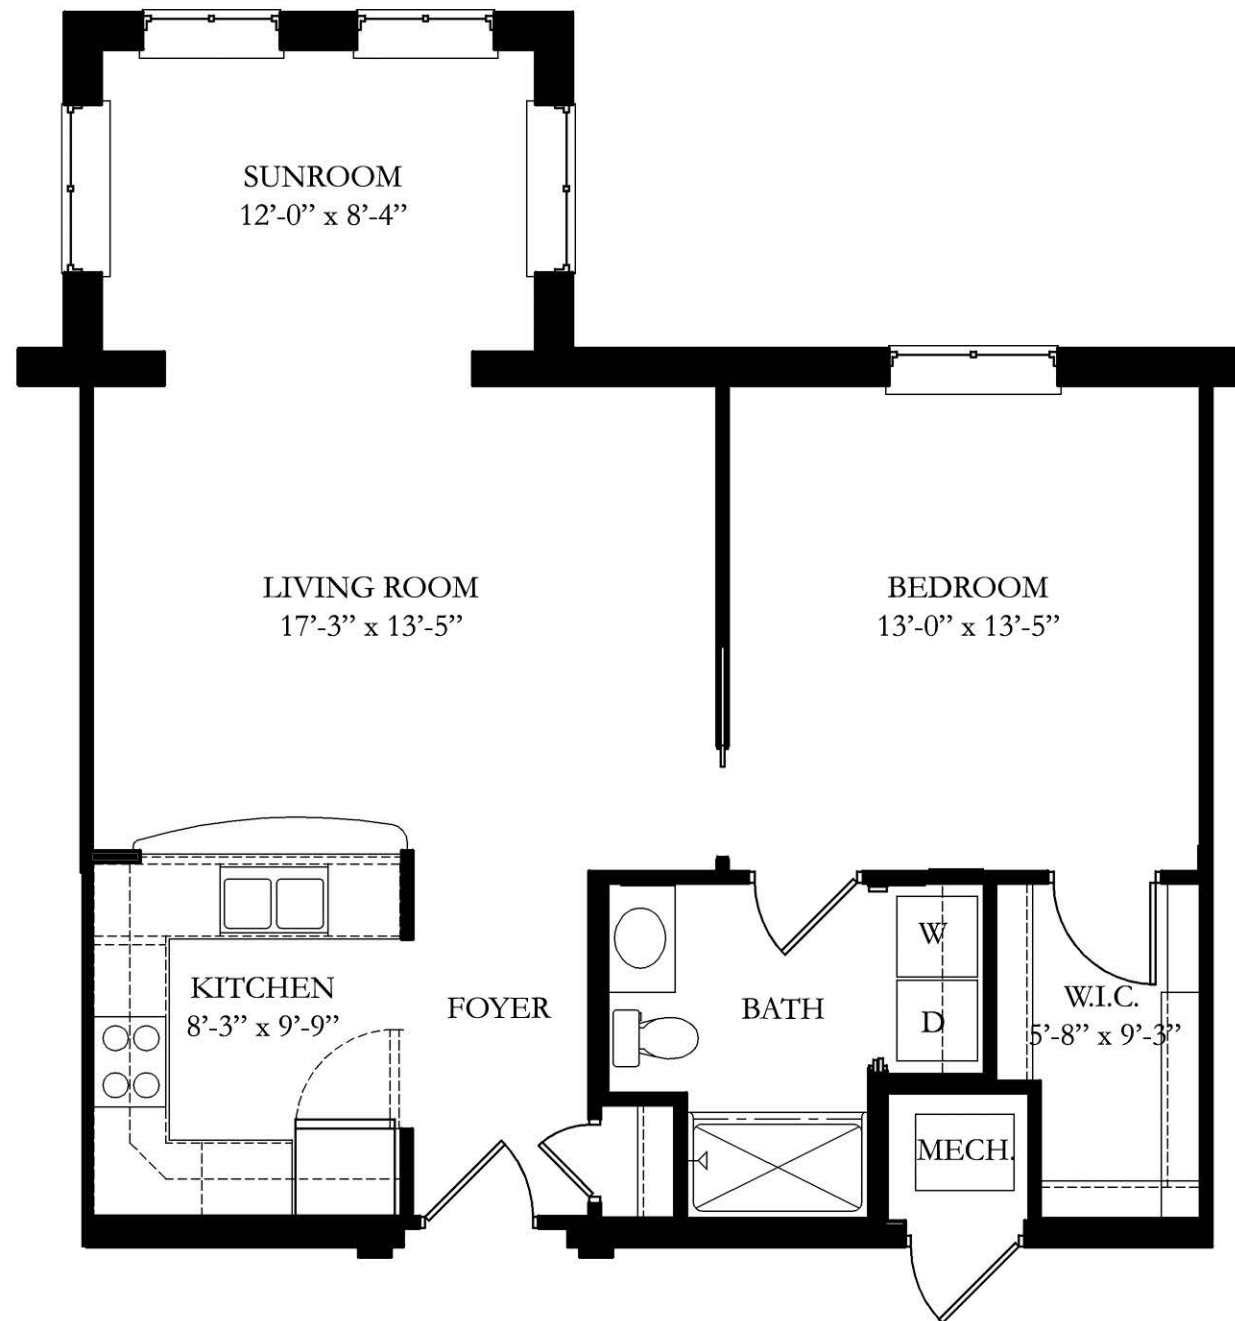 SUNROOM
12’-0” x 8’-4”
LIVING ROOM
17’-3” x 13’-5”
BEDROOM
13’-0” x 13’-5”
KITCHEN
8’-3” x 9’-9”
FOYER
BATH
W
D
W.I.C.
5’-8” x 9’-3”
MECH.